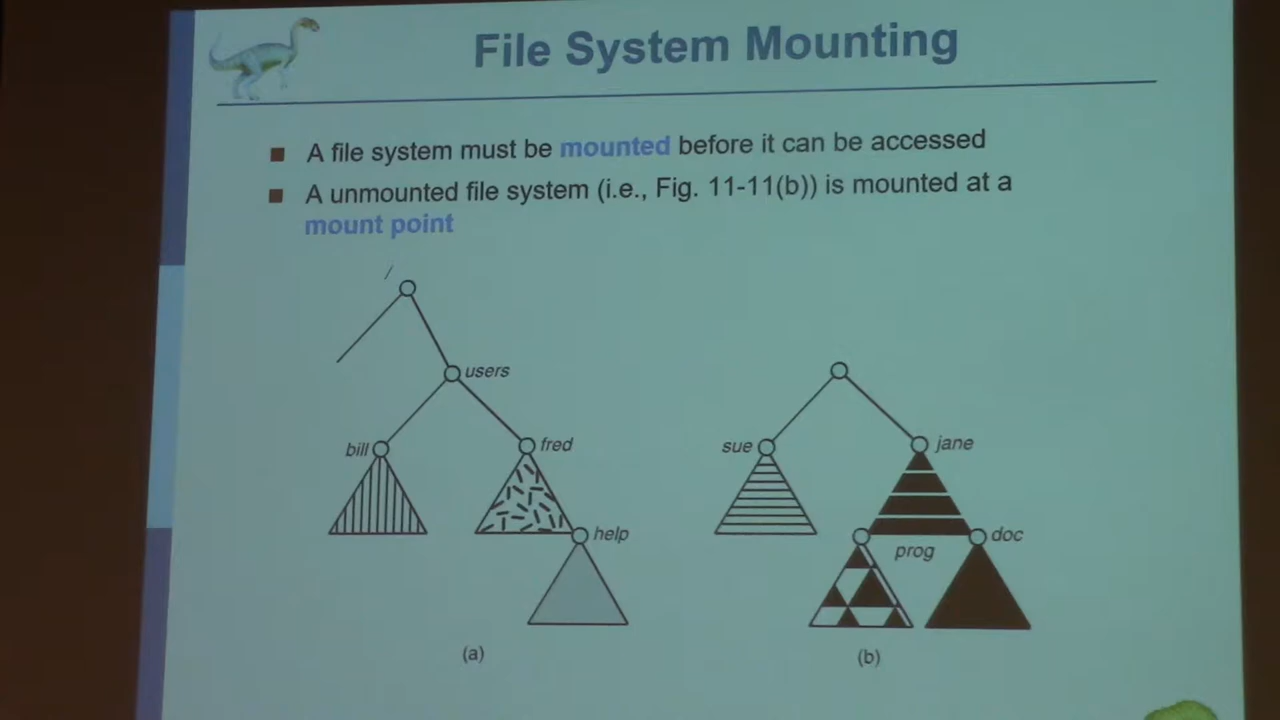 File System Mounting
A file system must be mounted before it can be accessed
A unmounted file system (i.e., Fig. 11-11(b)) is mounted at a
mount point
/
users
bill
fred
help
(a)
sue
jane
prog
doc
(b)